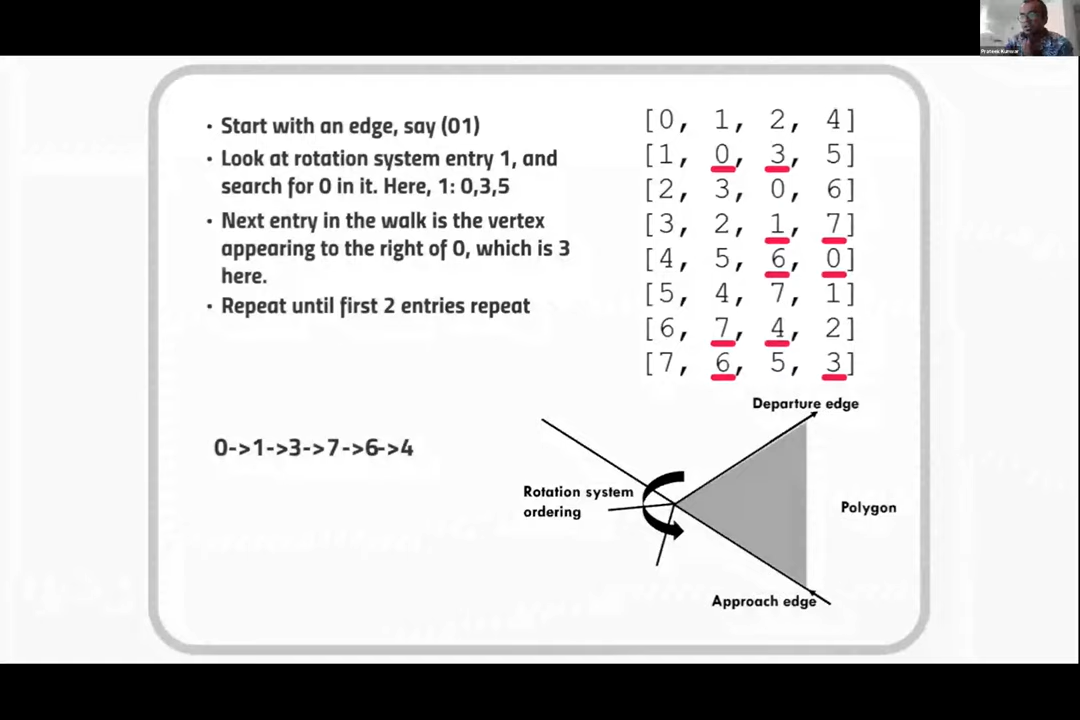 Prateek Kunwar
· Start with an edge, say (01)
· Look at rotation system entry 1, and
search for 0 in it. Here, 1: 0,3,5
· Next entry in the walk is the vertex
appearing to the right of 0, which is 3
here.
· Repeat until first 2 entries repeat
[0, 1, 2, 4]
[1, 0, 3, 5]
[2, 3, 0, 6]
[3, 2, 1, 7]
[4, 5, 6, 0]
[5, 4, 7, 1]
[6, 7, 4, 2]
[7, 6, 5, 3]
0->1->3->7->6->4
Departure edge
Rotation system
ordering
Polygon
Approach edge